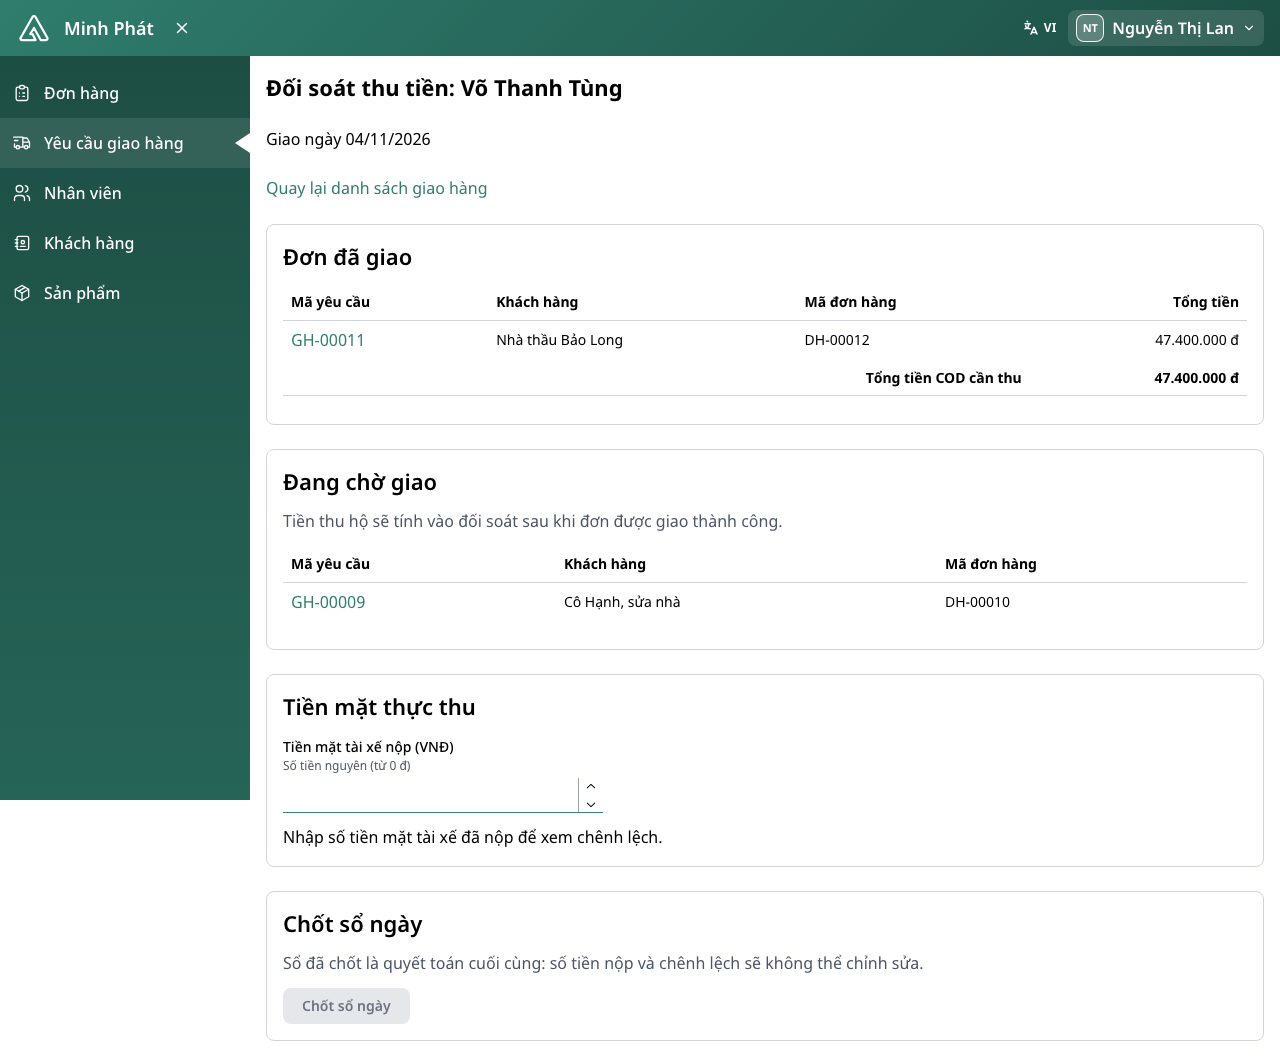 Minh Phát
VI
NT
Nguyễn Thị Lan
Đơn hàng
Yêu cầu giao hàng
Nhân viên
Khách hàng
Sản phẩm
Đối soát thu tiền: Võ Thanh Tùng
Giao ngày 04/11/2026
Quay lại danh sách giao hàng
Đơn đã giao
Mã yêu cầu Khách hàng Mã đơn hàng Tổng tiền
GH-00011 Nhà thầu Bảo Long DH-00012 47.400.000 đ
Tổng tiền COD cần thu 47.400.000 đ
Đang chờ giao
Tiền thu hộ sẽ tính vào đối soát sau khi đơn được giao thành công.
Mã yêu cầu Khách hàng Mã đơn hàng
GH-00009 Cô Hạnh, sửa nhà DH-00010
Tiền mặt thực thu
Tiền mặt tài xế nộp (VNĐ)
Số tiền nguyên (từ 0 đ)
Nhập số tiền mặt tài xế đã nộp để xem chênh lệch.
Chốt sổ ngày
Sổ đã chốt là quyết toán cuối cùng: số tiền nộp và chênh lệch sẽ không thể chỉnh sửa.
Chốt sổ ngày